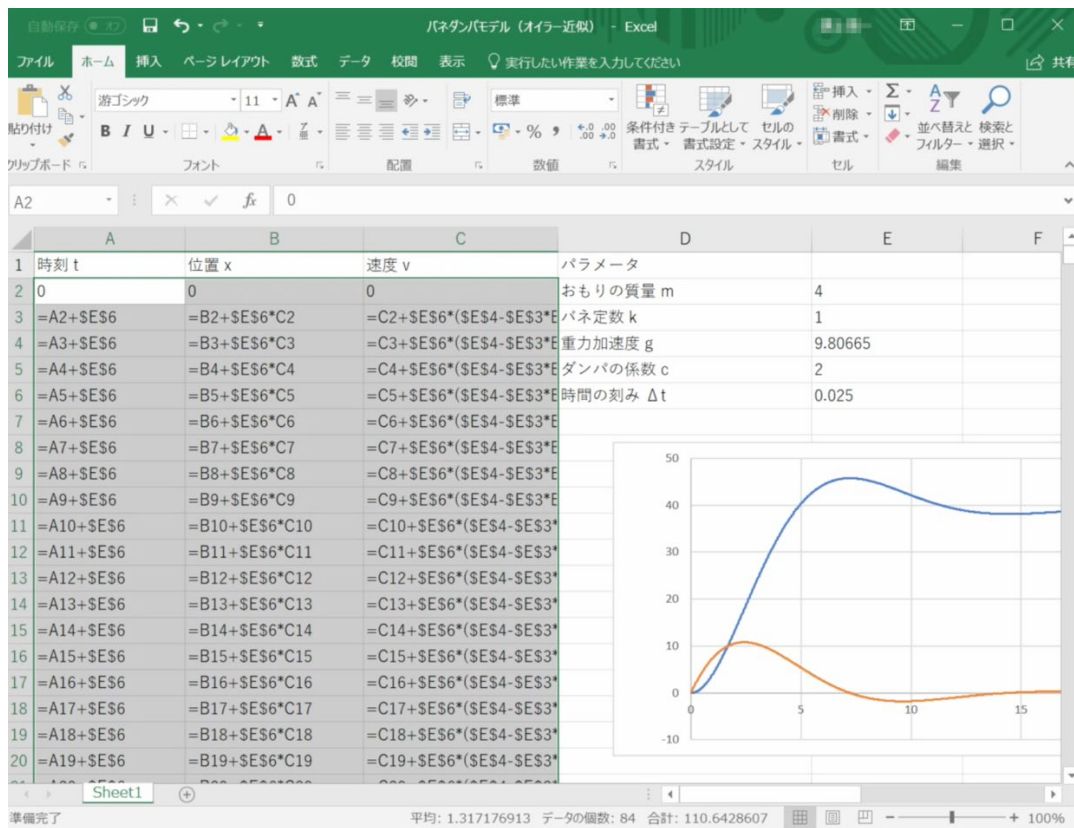 自動保存 オフ バネダンパモデル（オイラー近似） - Excel
ファイル ホーム 挿入 ページ レイアウト 数式 データ 校閲 表示 実行したい作業を入力してください 共有
貼り付け 游ゴシック 11 A A 標準 条件付き書式 テーブルとして書式設定 セルのスタイル 挿入 削除 書式 Σ 並べ替えと フィルター 検索と 選択
B I U A % .00
クリップボード フォント 配置 数値 スタイル セル 編集
A2 fx 0
A B C D E F
1 時刻 t 位置 x 速度 v パラメータ
2 0 0 0 おもりの質量 m 4
3 =A2+$E$6 =B2+$E$6*C2 =C2+$E$6*($E$4-$E$3*B バネ定数 k 1
4 =A3+$E$6 =B3+$E$6*C3 =C3+$E$6*($E$4-$E$3*B 重力加速度 g 9.80665
5 =A4+$E$6 =B4+$E$6*C4 =C4+$E$6*($E$4-$E$3*B ダンパの係数 c 2
6 =A5+$E$6 =B5+$E$6*C5 =C5+$E$6*($E$4-$E$3*B 時間の刻み Δt 0.025
7 =A6+$E$6 =B6+$E$6*C6 =C6+$E$6*($E$4-$E$3*B
8 =A7+$E$6 =B7+$E$6*C7 =C7+$E$6*($E$4-$E$3*B
9 =A8+$E$6 =B8+$E$6*C8 =C8+$E$6*($E$4-$E$3*B
10 =A9+$E$6 =B9+$E$6*C9 =C9+$E$6*($E$4-$E$3*B
11 =A10+$E$6 =B10+$E$6*C10 =C10+$E$6*($E$4-$E$3*
12 =A11+$E$6 =B11+$E$6*C11 =C11+$E$6*($E$4-$E$3*
13 =A12+$E$6 =B12+$E$6*C12 =C12+$E$6*($E$4-$E$3*
14 =A13+$E$6 =B13+$E$6*C13 =C13+$E$6*($E$4-$E$3*
15 =A14+$E$6 =B14+$E$6*C14 =C14+$E$6*($E$4-$E$3*
16 =A15+$E$6 =B15+$E$6*C15 =C15+$E$6*($E$4-$E$3*
17 =A16+$E$6 =B16+$E$6*C16 =C16+$E$6*($E$4-$E$3*
18 =A17+$E$6 =B17+$E$6*C17 =C17+$E$6*($E$4-$E$3*
19 =A18+$E$6 =B18+$E$6*C18 =C18+$E$6*($E$4-$E$3*
20 =A19+$E$6 =B19+$E$6*C19 =C19+$E$6*($E$4-$E$3*
50
40
30
20
10
0
0 5 10 15
-10
Sheet1
準備完了 平均: 1.317176913 データの個数: 84 合計: 110.6428607 100%